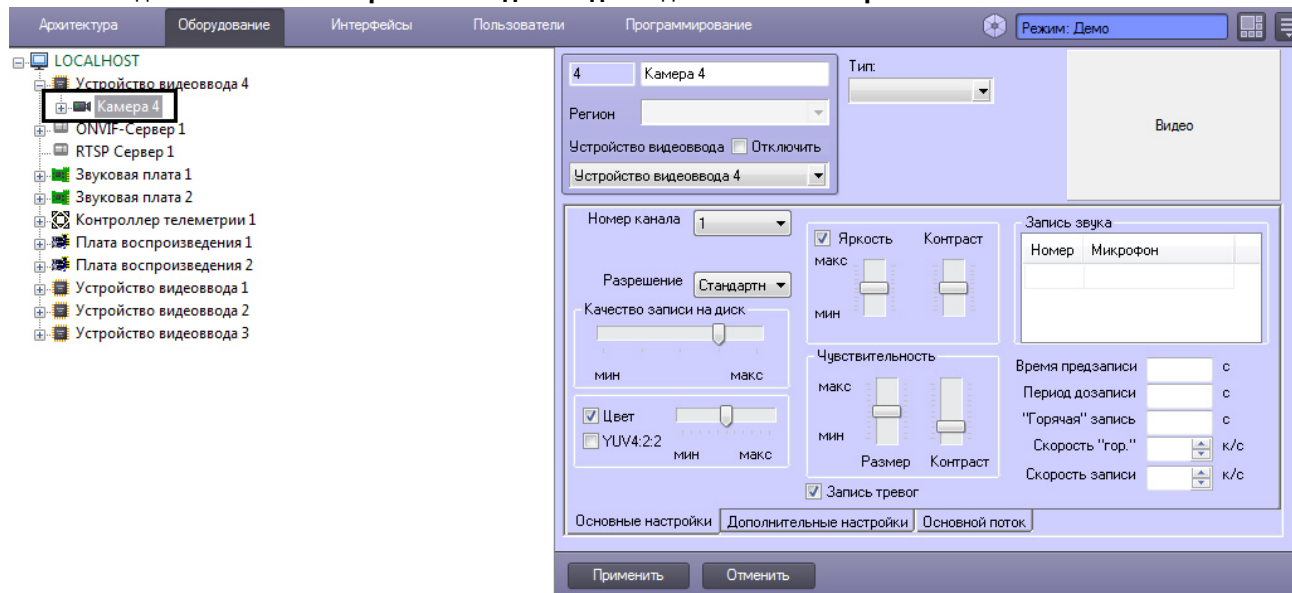 Архитектура Оборудование Интерфейсы Пользователи Программирование Режим: Демо
LOCALHOST
Устройство видеоввода 4
Камера 4
ONVIF-Сервер 1
RTSP Сервер 1
Звуковая плата 1
Звуковая плата 2
Контроллер телеметрии 1
Плата воспроизведения 1
Плата воспроизведения 2
Устройство видеоввода 1
Устройство видеоввода 2
Устройство видеоввода 3
4 Камера 4
Регион
Устройство видеоввода Отключить
Устройство видеоввода 4
Тип:
Видео
Номер канала 1
Разрешение Стандартн
Качество записи на диск
мин макс
Цвет
YUV4:2:2
мин макс
Яркость Контраст
макс
мин
Чувствительность
макс
мин
Размер Контраст
Запись тревог
Запись звука
Номер Микрофон
Время предзаписи с
Период дозаписи с
"Горячая" запись с
Скорость "гор." к/с
Скорость записи к/с
Основные настройки Дополнительные настройки Основной поток
Применить Отменить